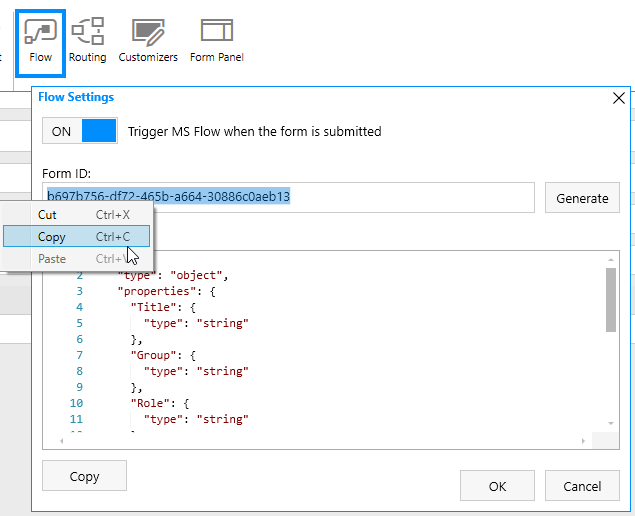 t
Flow Routing Customizers Form Panel
Flow Settings
ON Trigger MS Flow when the form is submitted
Form ID:
b697b756-df72-465b-a664-30886c0aeb13 Generate
Cut Ctrl+X
Copy Ctrl+C
Paste Ctrl+V
2 "type": "object",
3 "properties": {
4 "Title": {
5 "type": "string"
6 },
7 "Group": {
8 "type": "string"
9 },
10 "Role": {
11 "type": "string"
Copy
OK Cancel